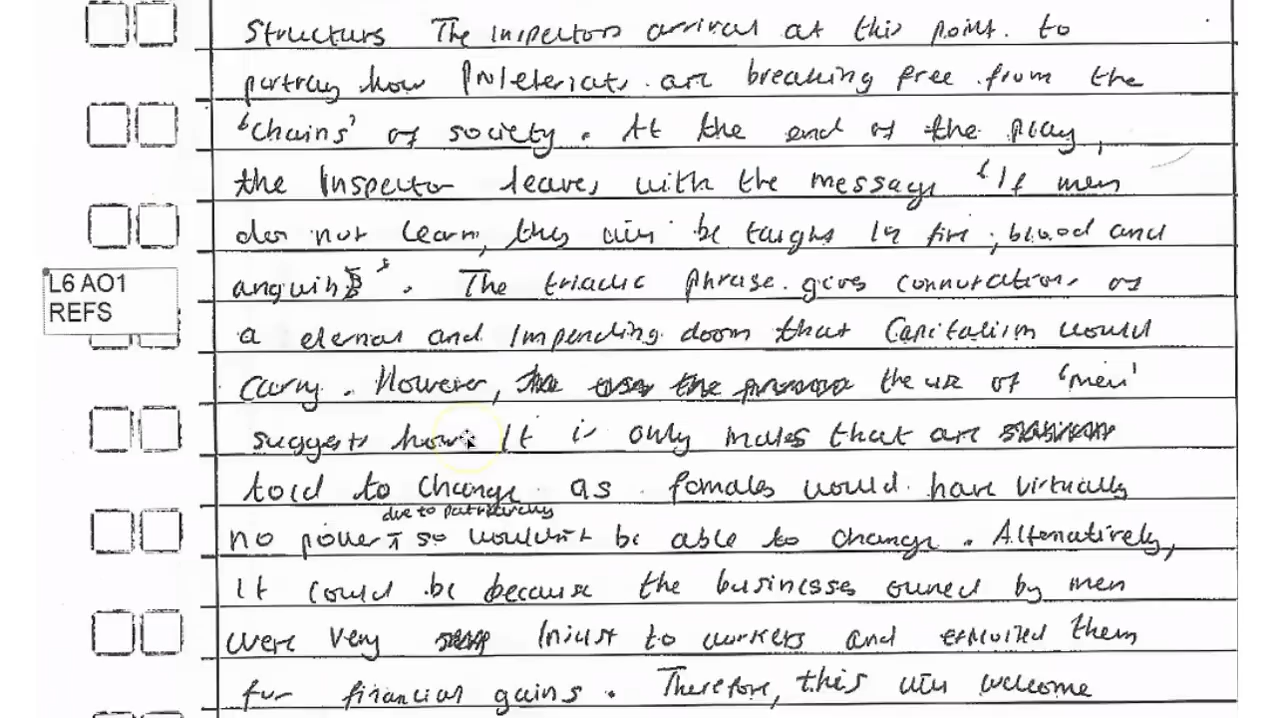 Structure The inspectors arrival at this point. to
portray how Proleteriats are breaking free from the
'chains' of society. At the end of the play,
the Inspector leaves with the message 'If men
do not learn, they will be taught in fire, blood and
L6 AO1
REFS
anguish'. The triadic phrase gives connotations of
a eternal and impending doom that Capitalism would
carry. However, the use of 'men'
suggests how it is only males that are
told to change as females would have virtually
due to patriarchy
no power so wouldn't be able to change. Alternatively,
it could be because the businesses owned by men
were very injust to workers and exploited them
for financial gains. Therefore, this will welcome